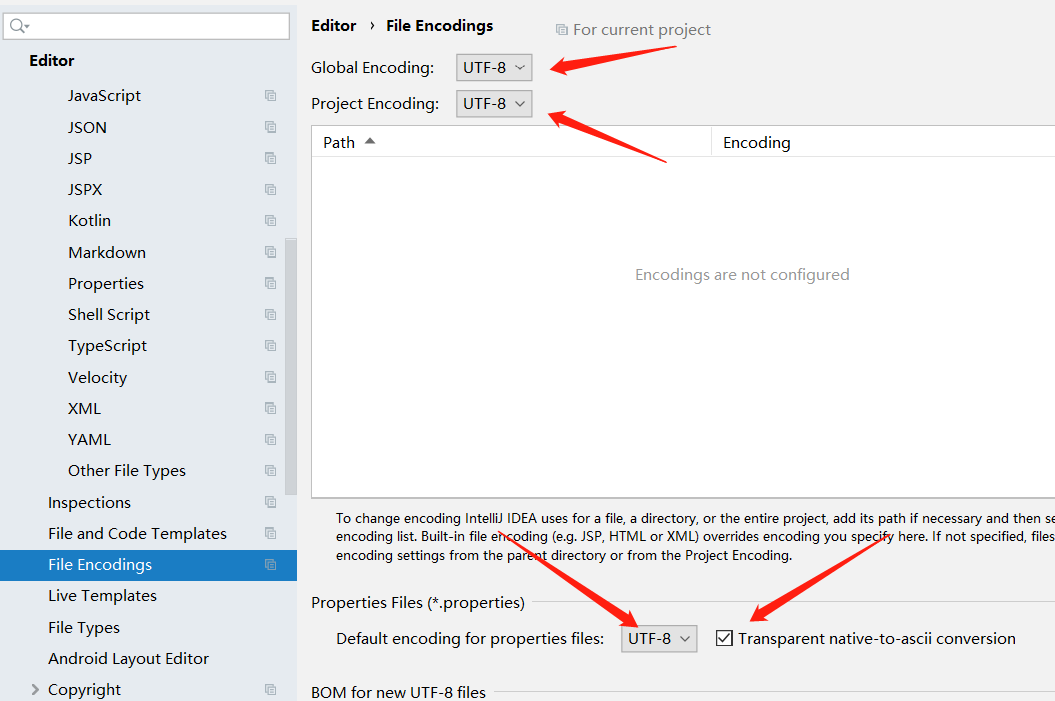 Editor
JavaScript
JSON
JSP
JSPX
Kotlin
Markdown
Properties
Shell Script
TypeScript
Velocity
XML
YAML
Other File Types
Inspections
File and Code Templates
File Encodings
Live Templates
File Types
Android Layout Editor
Copyright
Editor › File Encodings
For current project
Global Encoding: UTF-8
Project Encoding: UTF-8
Path Encoding
Encodings are not configured
To change encoding IntelliJ IDEA uses for a file, a directory, or the entire project, add its path if necessary and then se
encoding list. Built-in file encoding (e.g. JSP, HTML or XML) overrides encoding you specify here. If not specified, files
encoding settings from the parent directory or from the Project Encoding.
Properties Files (*.properties)
Default encoding for properties files: UTF-8 Transparent native-to-ascii conversion
BOM for new UTF-8 files